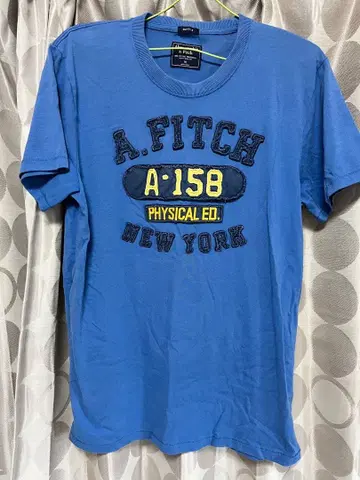 A. FITCH
A-158
PHYSICAL ED.
NEW YORK